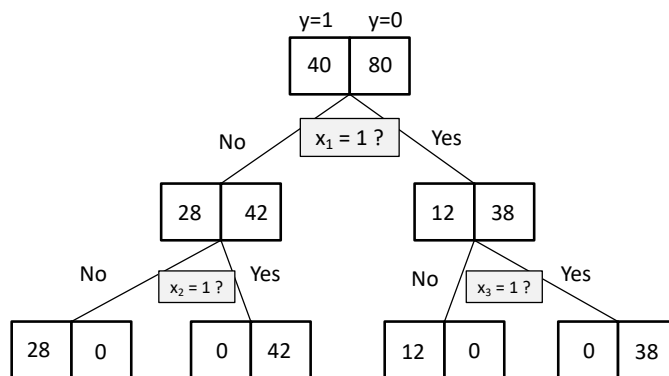 y=1 y=0
40 80
No x₁ = 1 ? Yes
28 42 12 38
No x₂ = 1 ? Yes No x₃ = 1 ? Yes
28 0 0 42 12 0 0 38